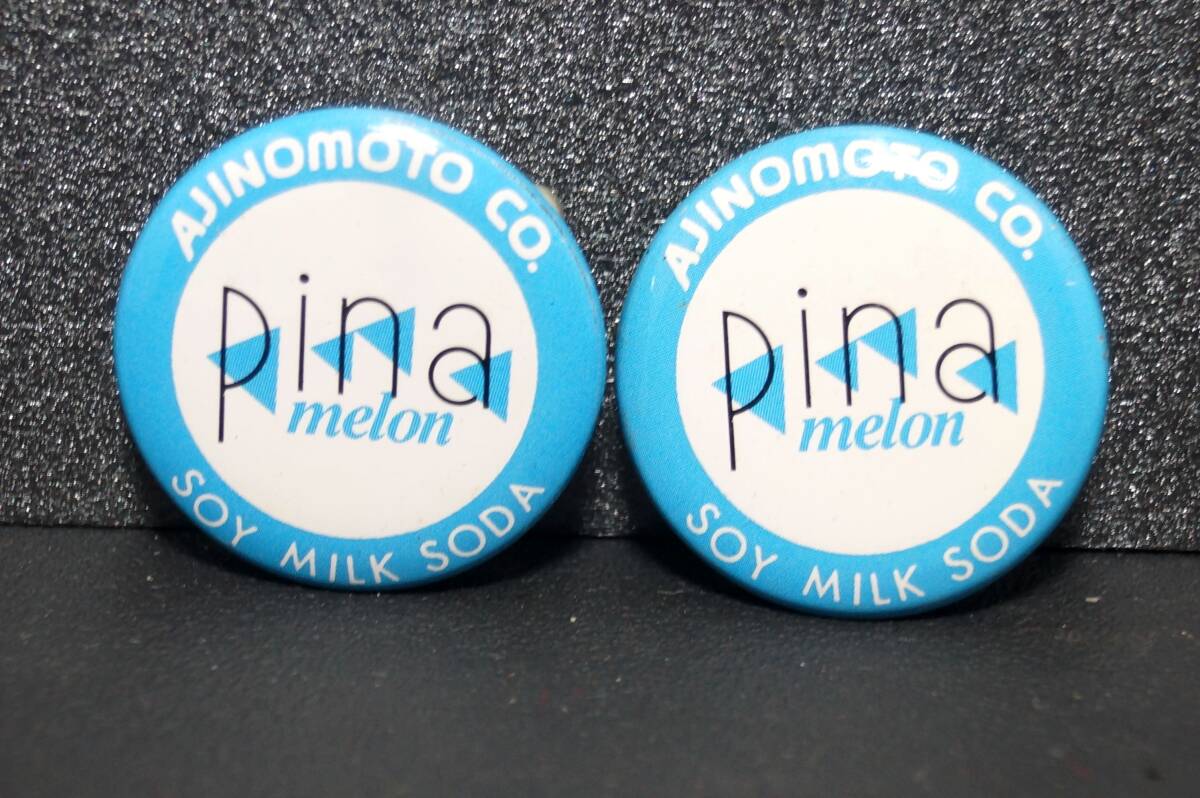 AJINOMOTO CO.
pina
melon
SOY MILK SODA
AJINOMOTO CO.
pina
melon
SOY MILK SODA